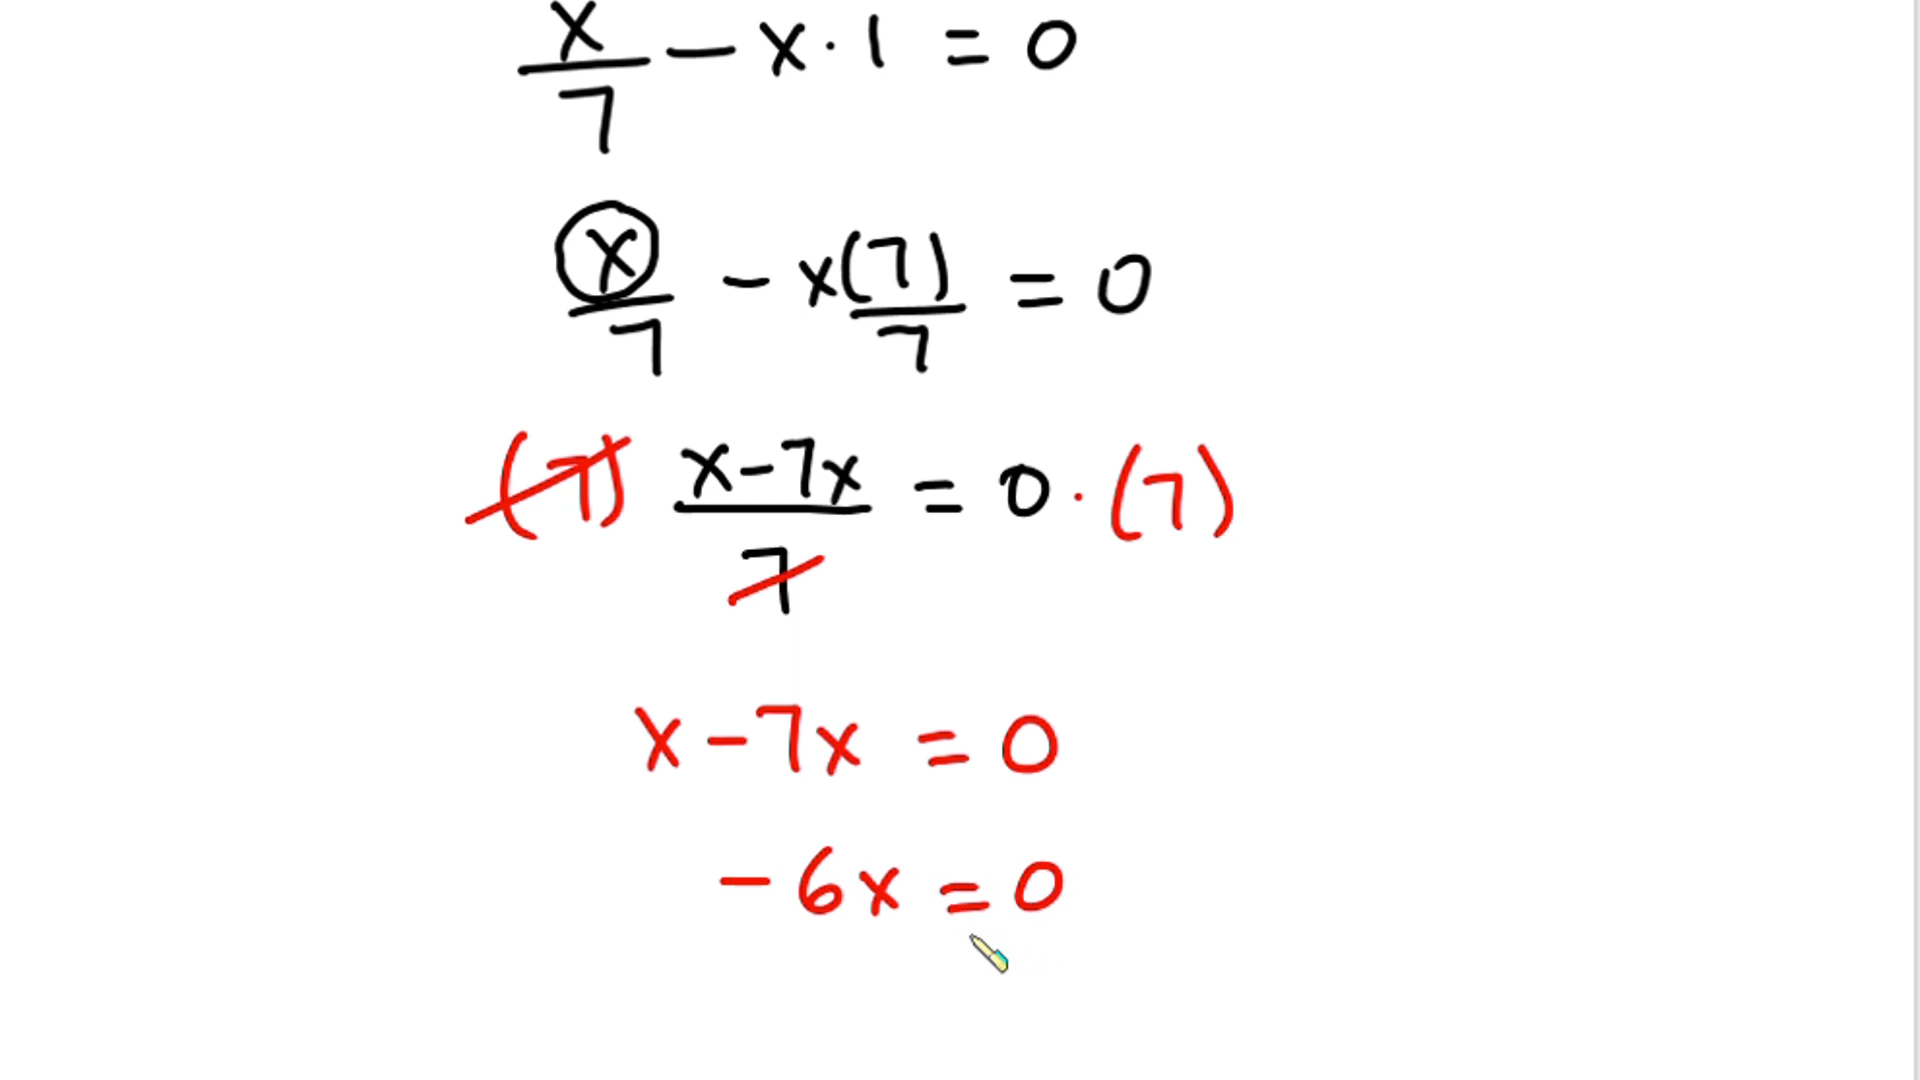 x/7 - x · 1 = 0
x/7 - x(7)/7 = 0
(7) x-7x/7 = 0 · (7)
x - 7x = 0
- 6x = 0